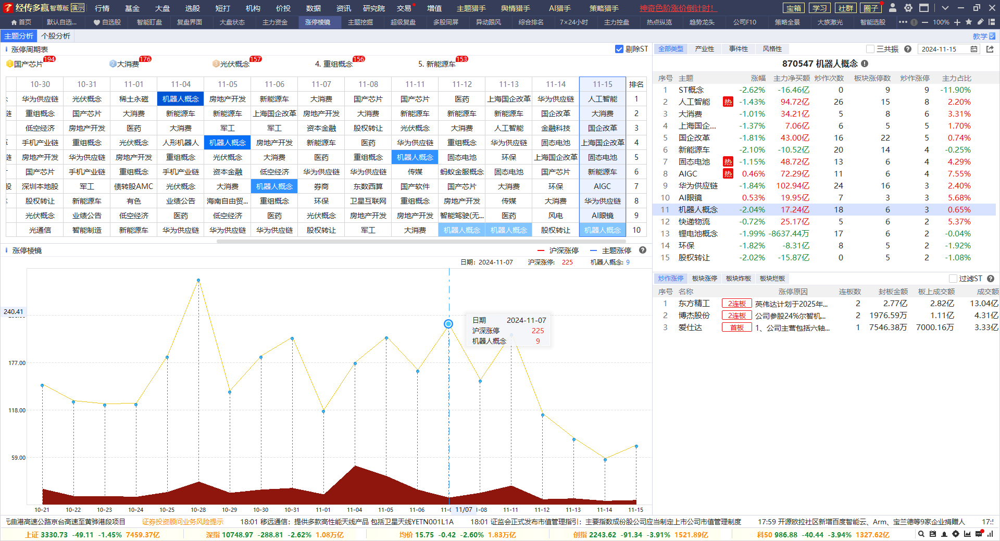 经传多赢 智尊版 演示 行情 基金 大盘 选股 短打 机构 价投 数据 资讯 研究院 交易 增值 主题猎手 舆情猎手 AI猎手 策略猎手 神奇色阶涨价倒计时！ 宝箱 学习 社群 圈子
首页 默认自选... 自选股 智能盯盘 复盘界面 大盘状态 主力资金 涨停棱镜 主题挖掘 超级复盘 多股同屏 异动跟风 综合排名 7×24小时 主力控盘 热点纵览 趋势龙头 公司F10 策略全景 大族激光 智能选股 ••• 100%
主题分析 个股分析 教学
涨停周期表 剔除ST
1 国产芯片 194 2 大消费 176 3 光伏概念 157 4. 重组概念 156 5. 新能源车 153
10-30 10-31 11-01 11-04 11-05 11-06 11-07 11-08 11-11 11-12 11-13 11-14 11-15 排名
华为供应链 光伏概念 稀土永磁 机器人概念 房地产开发 新能源车 大消费 国产芯片 国产芯片 医药 上海国企改革 华为供应链 人工智能 1
链 重组概念 国产芯片 大消费 新能源车 新能源车 上海国企改革 房地产开发 大消费 新能源车 新能源车 新能源车 国企改革 大消费 2
低空经济 房地产开发 医药 大消费 军工 军工 资本金融 股权转让 光伏概念 大消费 人工智能 金融科技 国企改革 3
手机产业链 重组概念 光伏概念 人形机器人 机器人概念 房地产开发 新能源车 医药 华为供应链 重组概念 华为供应链 固态电池 上海国企改革 4
链 房地产开发 华为供应链 房地产开发 重组概念 光伏概念 大消费 医药 重组概念 机器人概念 固态电池 环保 上海国企改革 固态电池 5
国产芯片 手机产业链 重组概念 手机产业链 资本金融 低空经济 华为供应链 华为供应链 传媒 蚂蚁金服概念 固态电池 国产芯片 新能源车 6
股 深圳本地股 军工 债转股AMC 光伏概念 大消费 机器人概念 券商 东数西算 国产软件 国产芯片 大消费 环保 AIGC 7
股权转让 新能源车 有色 业绩公告 海南自由贸... 重组概念 环保 卫星互联网 重组概念 房地产开发 传媒 大消费 华为供应链 8
光伏概念 业绩公告 低空经济 医药 低空经济 医药 光伏概念 房地产开发 房地产开发 智能驾驶(无... 医药 风电 AI眼镜 9
光通信 智能制造 新能源车 华为供应链 华为供应链 华为供应链 股权转让 军工 大消费 机器人概念 机器人概念 股权转让 机器人概念 10
涨停棱镜 沪深涨停 主题涨停
日期: 2024-11-07 沪深涨停: 225 机器人概念: 9
240.41
177.00
118.00
59.00
日期 2024-11-07
沪深涨停 225
机器人概念 9
10-21 10-22 10-23 10-24 10-25 10-28 10-29 10-30 10-31 11-01 11-04 11-05 11-06 11/07 -08 11-11 11-12 11-13 11-14 11-15
全部类型 产业性 事件性 风格性 三共振 2024-11-15
870547 机器人概念
序号 主题 涨幅 主力净买额 炒作次数 板块涨停数 炒作涨停 主力占比
1 ST概念 -2.62% -16.46亿 0 9 9 -11.90%
2 人工智能 热 -1.43% 94.72亿 26 15 8 2.20%
3 大消费 -1.01% 34.21亿 5 8 6 3.31%
4 上海国企... -1.37% 7.06亿 6 5 5 1.70%
5 国企改革 -1.81% 43.00亿 16 22 5 0.74%
6 新能源车 -2.10% -10.52亿 20 14 4 -0.25%
7 固态电池 热 -1.15% 48.72亿 13 6 4 4.29%
8 AIGC 热 0.46% 72.29亿 11 6 4 7.55%
9 华为供应链 -1.84% 102.94亿 24 16 3 2.40%
10 AI眼镜 0.53% 19.95亿 7 3 3 5.68%
11 机器人概念 -2.04% 17.24亿 18 6 3 0.65%
12 快递物流 -0.72% 25.17亿 5 6 2 5.37%
13 锂电池概念 -1.99% -8637.44万 17 6 2 -0.04%
14 环保 -1.82% -8.31亿 8 5 2 -1.92%
15 股权转让 -2.02% -15.87亿 0 5 2 -1.08%
炒作涨停 板块涨停 板块炸板 板块烂板 过滤ST
序号 名称 涨停原因 连板数 封板金额 板上成交额 成交额
1 东方精工 2连板 英伟达计划于2025年... 2 2.77亿 2.82亿 13.04亿
2 博杰股份 2连板 公司参股24%尔智机... 2 1976.59万 1.11亿 4.31亿
3 爱仕达 首板 1、公司主营包括六轴... 1 7546.38万 7000.16万 3.33亿
元曲港高速公路京台高速至黄骅港段项目 证券投资顾问业务风险提示 18:01 移远通信：提供多款高性能天线产品 包括卫星天线YETN001L1A 18:01 证监会正式发布市值管理指引：主要指数成份股公司应当制定上市公司市值管理制度 17:59 开源欧拉社区新增百度智能云、Arm、宝兰德等9家企业捐赠人
上证 3330.73 -49.11 -1.45% 7459.37亿 深指 10748.97 -288.81 -2.62% 1.08万亿 均价 15.75 -0.42 -2.60% 1.83万亿 创指 2243.62 -91.34 -3.91% 1521.89亿 科50 986.88 -40.44 -3.94% 1327.62亿